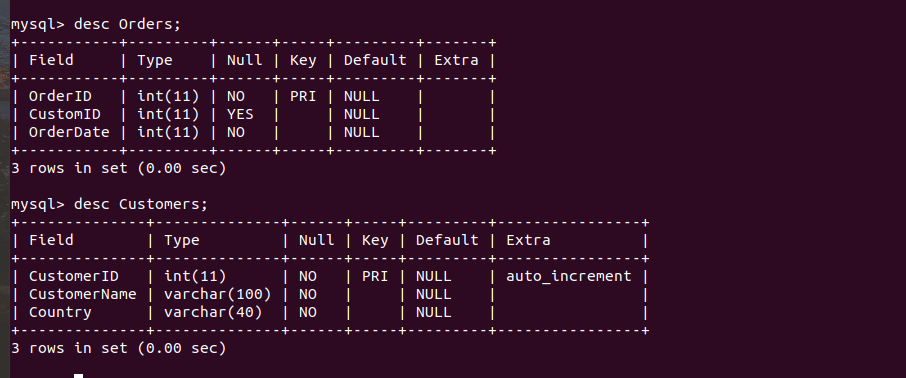 mysql> desc Orders;
+-----------+---------+------+-----+---------+-------+
| Field     | Type    | Null | Key | Default | Extra |
+-----------+---------+------+-----+---------+-------+
| OrderID   | int(11) | NO   | PRI | NULL    |       |
| CustomID  | int(11) | YES  |     | NULL    |       |
| OrderDate | int(11) | NO   |     | NULL    |       |
+-----------+---------+------+-----+---------+-------+
3 rows in set (0.00 sec)
mysql> desc Customers;
+--------------+--------------+------+-----+---------+----------------+
| Field        | Type         | Null | Key | Default | Extra          |
+--------------+--------------+------+-----+---------+----------------+
| CustomerID   | int(11)      | NO   | PRI | NULL    | auto_increment |
| CustomerName | varchar(100) | NO   |     | NULL    |                |
| Country      | varchar(40)  | NO   |     | NULL    |                |
+--------------+--------------+------+-----+---------+----------------+
3 rows in set (0.00 sec)